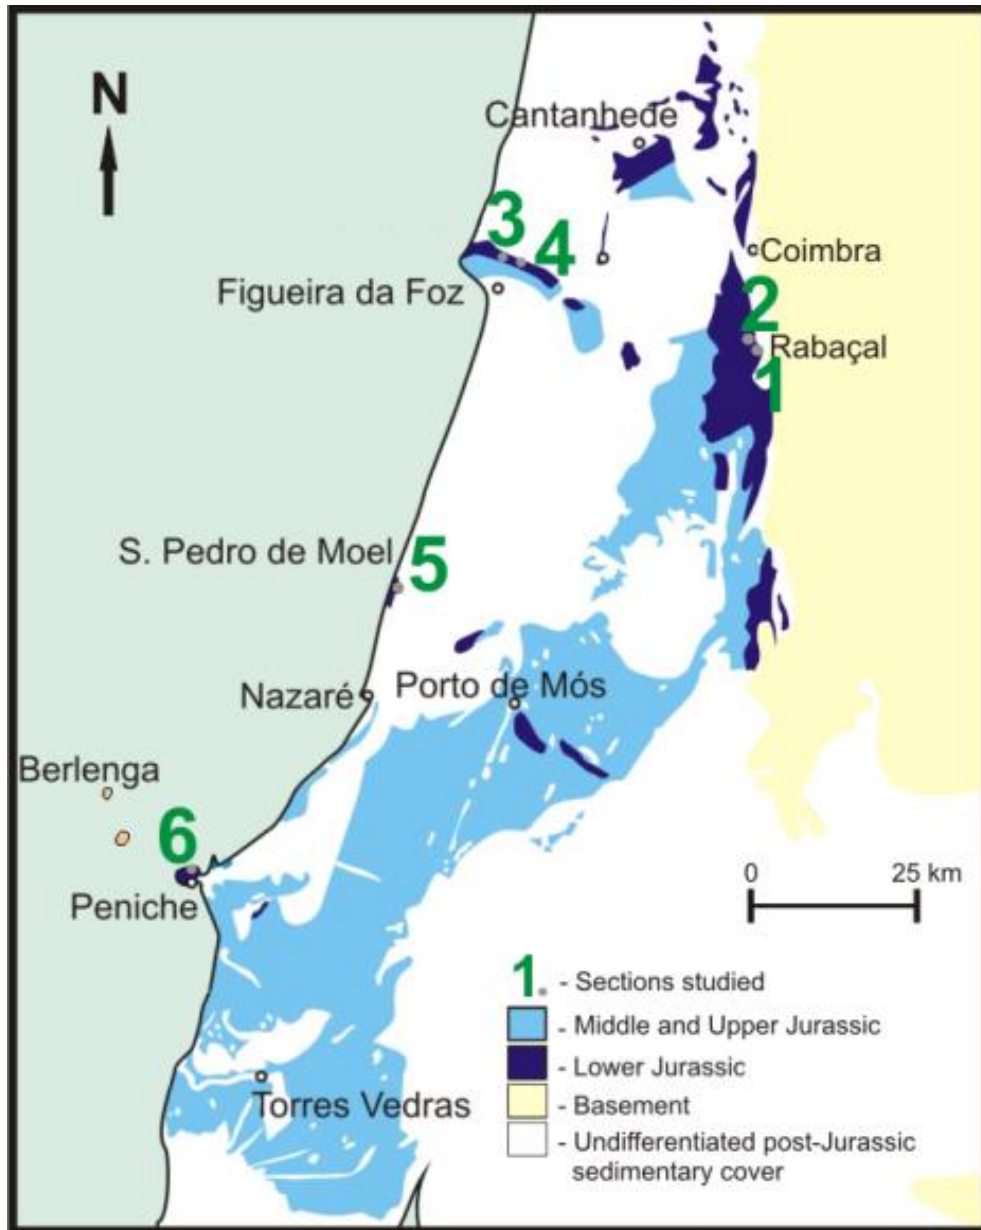 N
Cantanhede
3
4
Coimbra
Figueira da Foz
2
Rabaçal
1
S. Pedro de Moel
5
Nazaré
Porto de Mós
Berlenga
6
Peniche
0 25 km
1. - Sections studied
- Middle and Upper Jurassic
- Lower Jurassic
- Basement
- Undifferentiated post-Jurassic
sedimentary cover
Torres Vedras